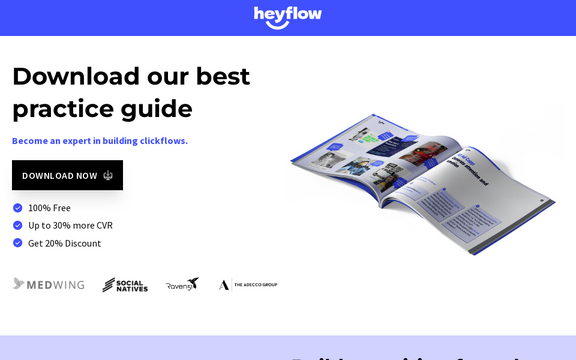 heyflow
Download our best
practice guide
Become an expert in building clickflows.
DOWNLOAD NOW
100% Free
Up to 30% more CVR
Get 20% Discount
MEDWING
SOCIAL
NATIVES
Raven51
THE ADECCO GROUP